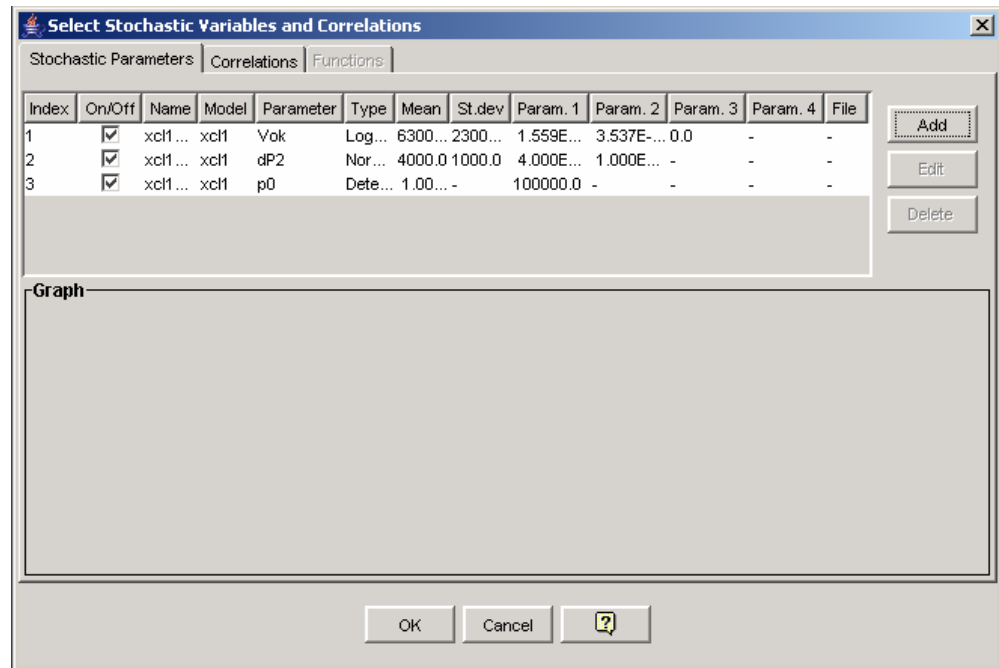 Select Stochastic Variables and Correlations
Stochastic Parameters Correlations Functions
Index On/Off Name Model Parameter Type Mean St.dev Param. 1 Param. 2 Param. 3 Param. 4 File
1 xcl1... xcl1 Vok Log... 6300... 2300... 1.559E... 3.537E-... 0.0 - -
2 xcl1... xcl1 dP2 Nor... 4000.0 1000.0 4.000E... 1.000E... - - -
3 xcl1... xcl1 p0 Dete... 1.00... - 100000.0 - - - -
Add
Edit
Delete
Graph
OK Cancel ?